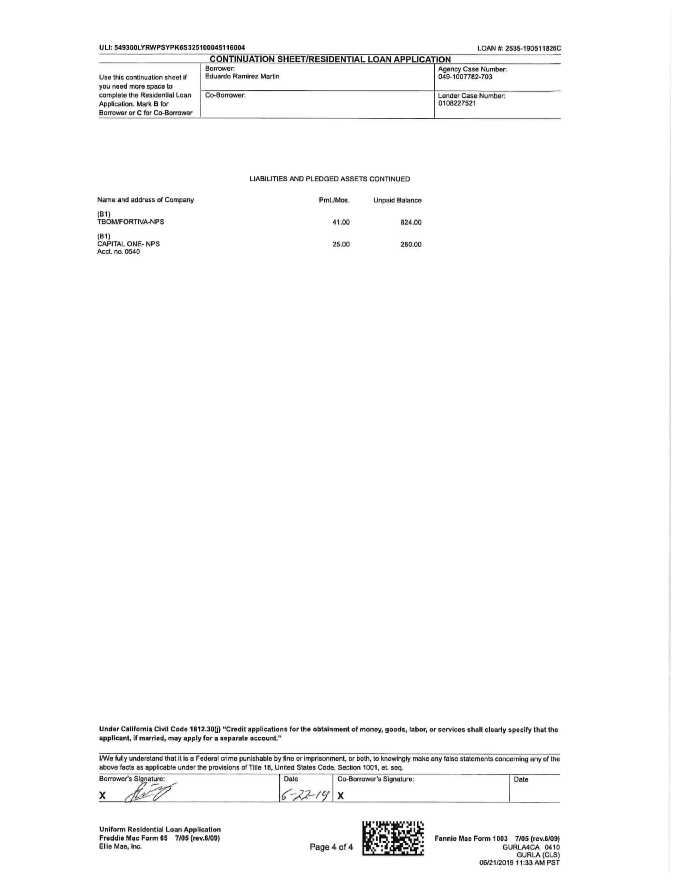 ULI: 549300LYRWPSYPK6S325100045116004 LOAN #: 2535-190511826C
CONTINUATION SHEET/RESIDENTIAL LOAN APPLICATION
Use this continuation sheet if
you need more space to
complete the Residential Loan
Application. Mark B for
Borrower or C for Co-Borrower
Borrower:
Eduardo Ramirez Martin
Agency Case Number:
049-1007782-703
Co-Borrower:
Lender Case Number:
0108227521
LIABILITIES AND PLEDGED ASSETS CONTINUED
Name and address of Company Pmt./Mos. Unpaid Balance
(B1)
TBOM/FORTIVA-NPS 41.00 824.00
(B1)
CAPITAL ONE- NPS 25.00 260.00
Acct. no. 0540
Under California Civil Code 1812.30(j) "Credit applications for the obtainment of money, goods, labor, or services shall clearly specify that the
applicant, if married, may apply for a separate account."
I/We fully understand that it is a Federal crime punishable by fine or imprisonment, or both, to knowingly make any false statements concerning any of the
above facts as applicable under the provisions of Title 18, United States Code, Section 1001, et. seq.
Borrower's Signature: Date Co-Borrower's Signature: Date
X 6-22-19 X
Uniform Residential Loan Application
Freddie Mac Form 65 7/05 (rev.6/09)
Ellie Mae, Inc.
Page 4 of 4
Fannie Mae Form 1003 7/05 (rev.6/09)
GURLA4CA 0410
GURLA (CLS)
06/21/2019 11:33 AM PST